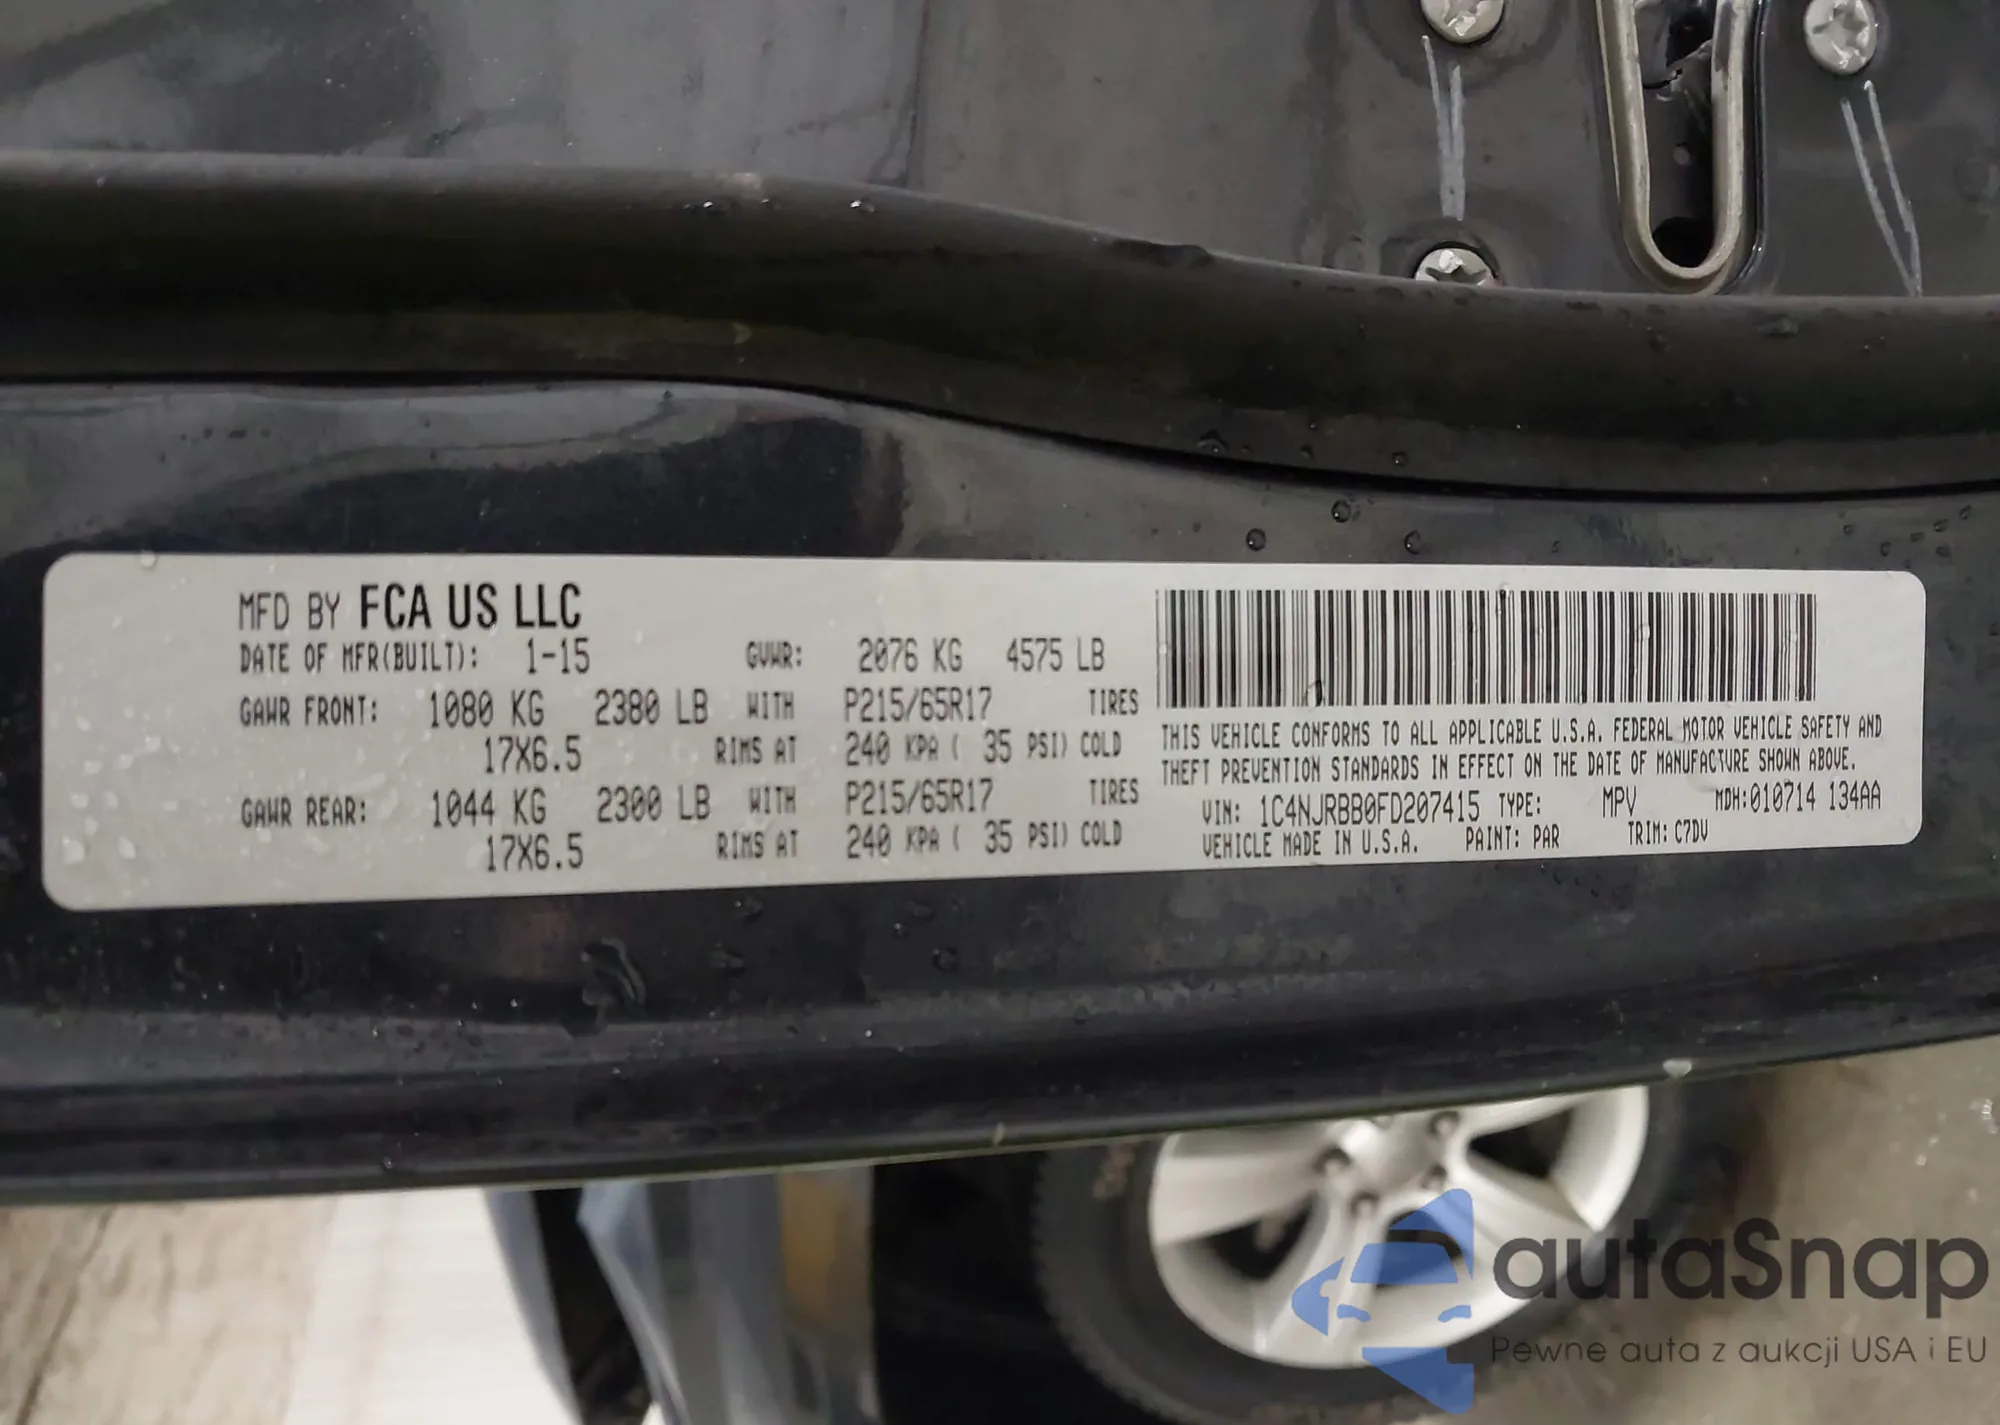 MFD BY FCA US LLC
DATE OF MFR(BUILT): 1-15 GVWR: 2076 KG 4575 LB
GAWR FRONT: 1080 KG 2380 LB WITH P215/65R17 TIRES
17X6.5 RIMS AT 240 KPA ( 35 PSI) COLD
GAWR REAR: 1044 KG 2300 LB WITH P215/65R17 TIRES
17X6.5 RIMS AT 240 KPA ( 35 PSI) COLD
THIS VEHICLE CONFORMS TO ALL APPLICABLE U.S.A. FEDERAL MOTOR VEHICLE SAFETY AND
THEFT PREVENTION STANDARDS IN EFFECT ON THE DATE OF MANUFACTURE SHOWN ABOVE.
VIN: 1C4NJRBB0FD207415 TYPE: MPV MDH:010714 134AA
VEHICLE MADE IN U.S.A. PAINT: PAR TRIM: C7DV
autaSnap
Pewne auta z aukcji USA i EU